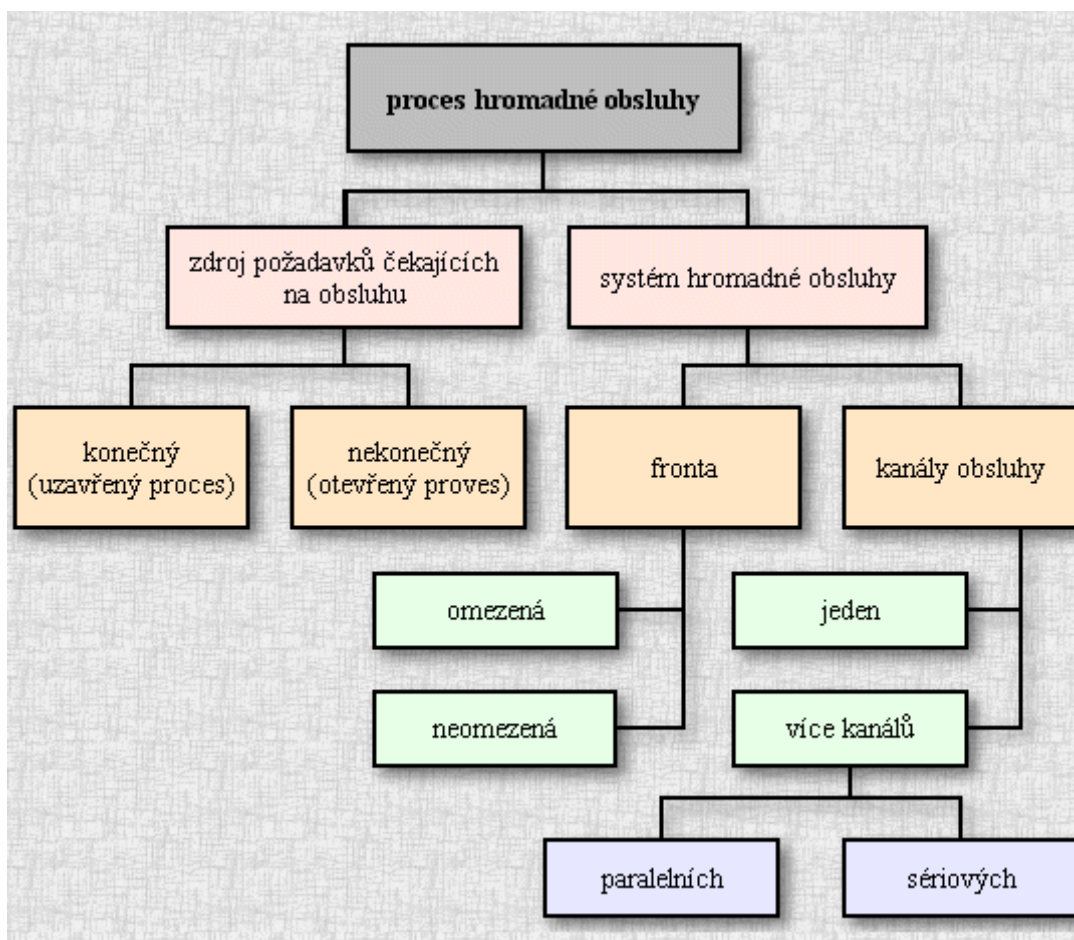 proces hromadné obsluhy
zdroj požadavků čekajících
na obsluhu
systém hromadné obsluhy
konečný
(uzavřený proces)
nekonečný
(otevřený proves)
fronta
kanály obsluhy
omezená
jeden
neomezená
více kanálů
paralelních
sériových